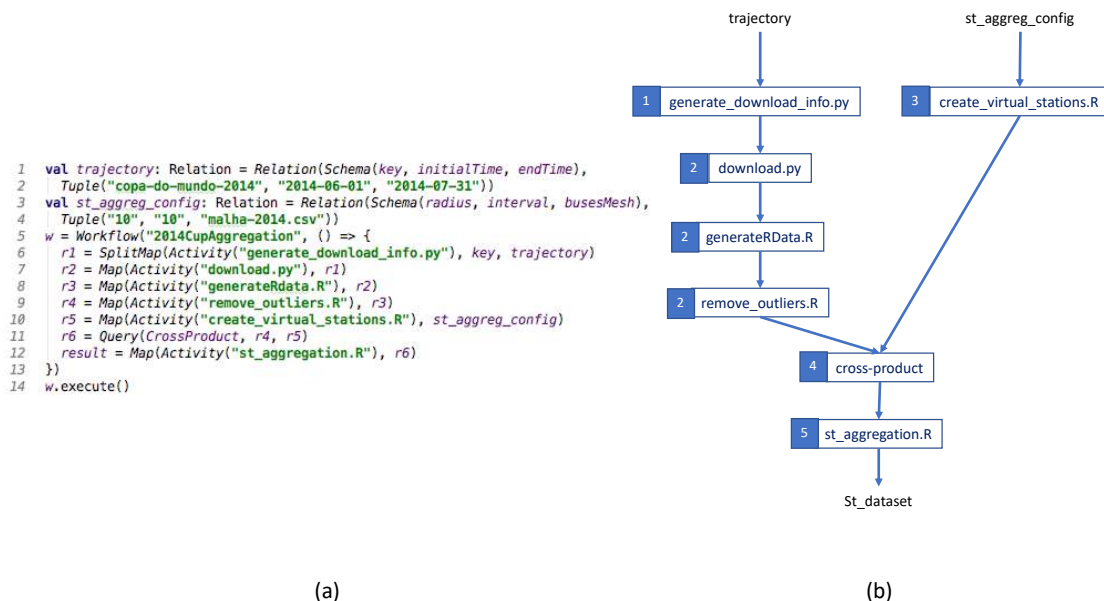 1 val trajectory: Relation = Relation(Schema(key, initialTime, endTime),
2 Tuple("copa-do-mundo-2014", "2014-06-01", "2014-07-31"))
3 val st_aggreg_config: Relation = Relation(Schema(radius, interval, busesMesh),
4 Tuple("10", "10", "malha-2014.csv"))
5 w = Workflow("2014CupAggregation", () => {
6 r1 = SplitMap(Activity("generate_download_info.py"), key, trajectory)
7 r2 = Map(Activity("download.py"), r1)
8 r3 = Map(Activity("generateRdata.R"), r2)
9 r4 = Map(Activity("remove_outliers.R"), r3)
10 r5 = Map(Activity("create_virtual_stations.R"), st_aggreg_config)
11 r6 = Query(CrossProduct, r4, r5)
12 result = Map(Activity("st_aggregation.R"), r6)
13 })
14 w.execute()
(a)
trajectory
st_aggreg_config
1 generate_download_info.py
3 create_virtual_stations.R
2 download.py
2 generateRData.R
2 remove_outliers.R
4 cross-product
5 st_aggregation.R
St_dataset
(b)